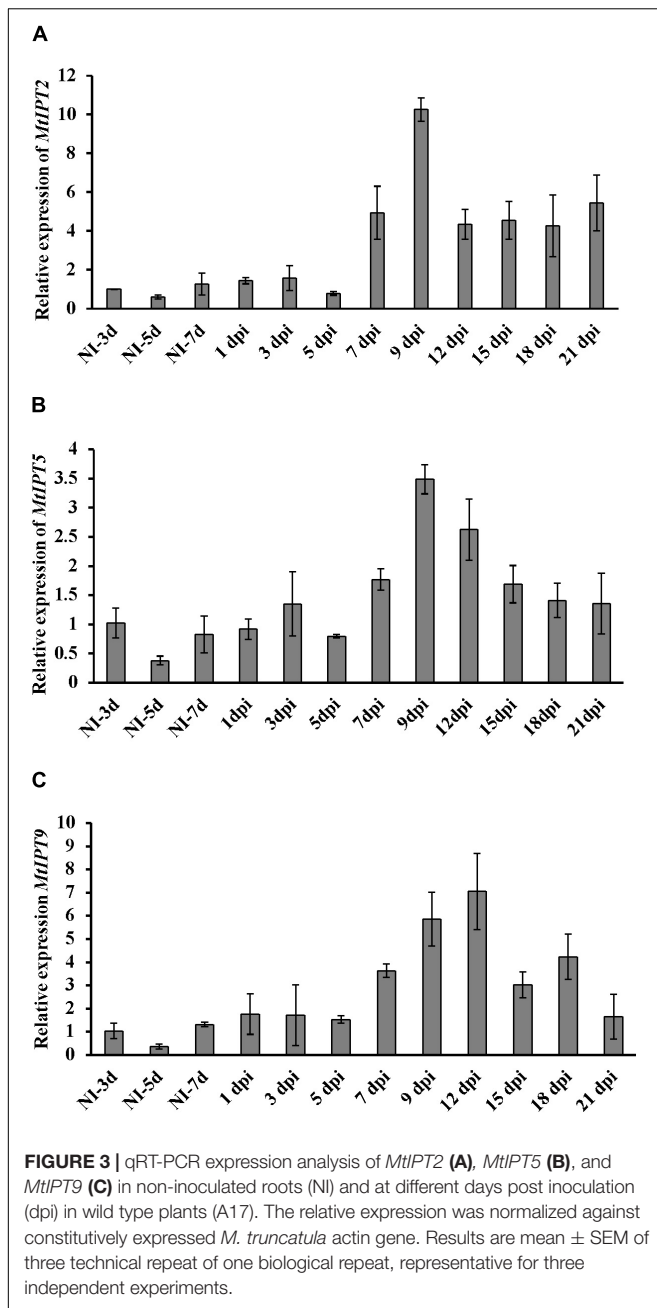 A
Relative expression of MtIPT2
12
10
8
6
4
2
0
NI-3d
NI-5d
NI-7d
1 dpi
3 dpi
5 dpi
7 dpi
9 dpi
12 dpi
15 dpi
18 dpi
21 dpi
B
Relative expression of MtIPT5
4
3.5
3
2.5
2
1.5
1
0.5
0
NI-3d
NI-5d
NI-7d
1dpi
3dpi
5dpi
7dpi
9dpi
12dpi
15dpi
18dpi
21dpi
C
Relative expression MtIPT9
10
9
8
7
6
5
4
3
2
1
0
NI-3d
NI-5d
NI-7d
1 dpi
3 dpi
5 dpi
7 dpi
9 dpi
12 dpi
15 dpi
18 dpi
21 dpi
FIGURE 3 | qRT-PCR expression analysis of MtIPT2 (A), MtIPT5 (B), and
MtIPT9 (C) in non-inoculated roots (NI) and at different days post inoculation
(dpi) in wild type plants (A17). The relative expression was normalized against
constitutively expressed M. truncatula actin gene. Results are mean ± SEM of
three technical repeat of one biological repeat, representative for three
independent experiments.